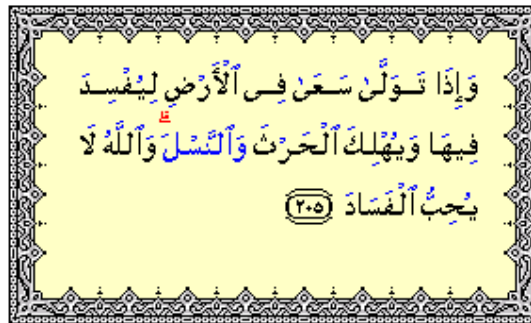 وَإِذَا تَوَلَّىٰ سَعَىٰ فِى ٱلْأَرْضِ لِيُفْسِدَ
فِيهَا وَيُهْلِكَ ٱلْحَرْثَ وَٱلنَّسْلَ ۗ وَٱللَّهُ لَا
يُحِبُّ ٱلْفَسَادَ ﴿٢٠٥﴾